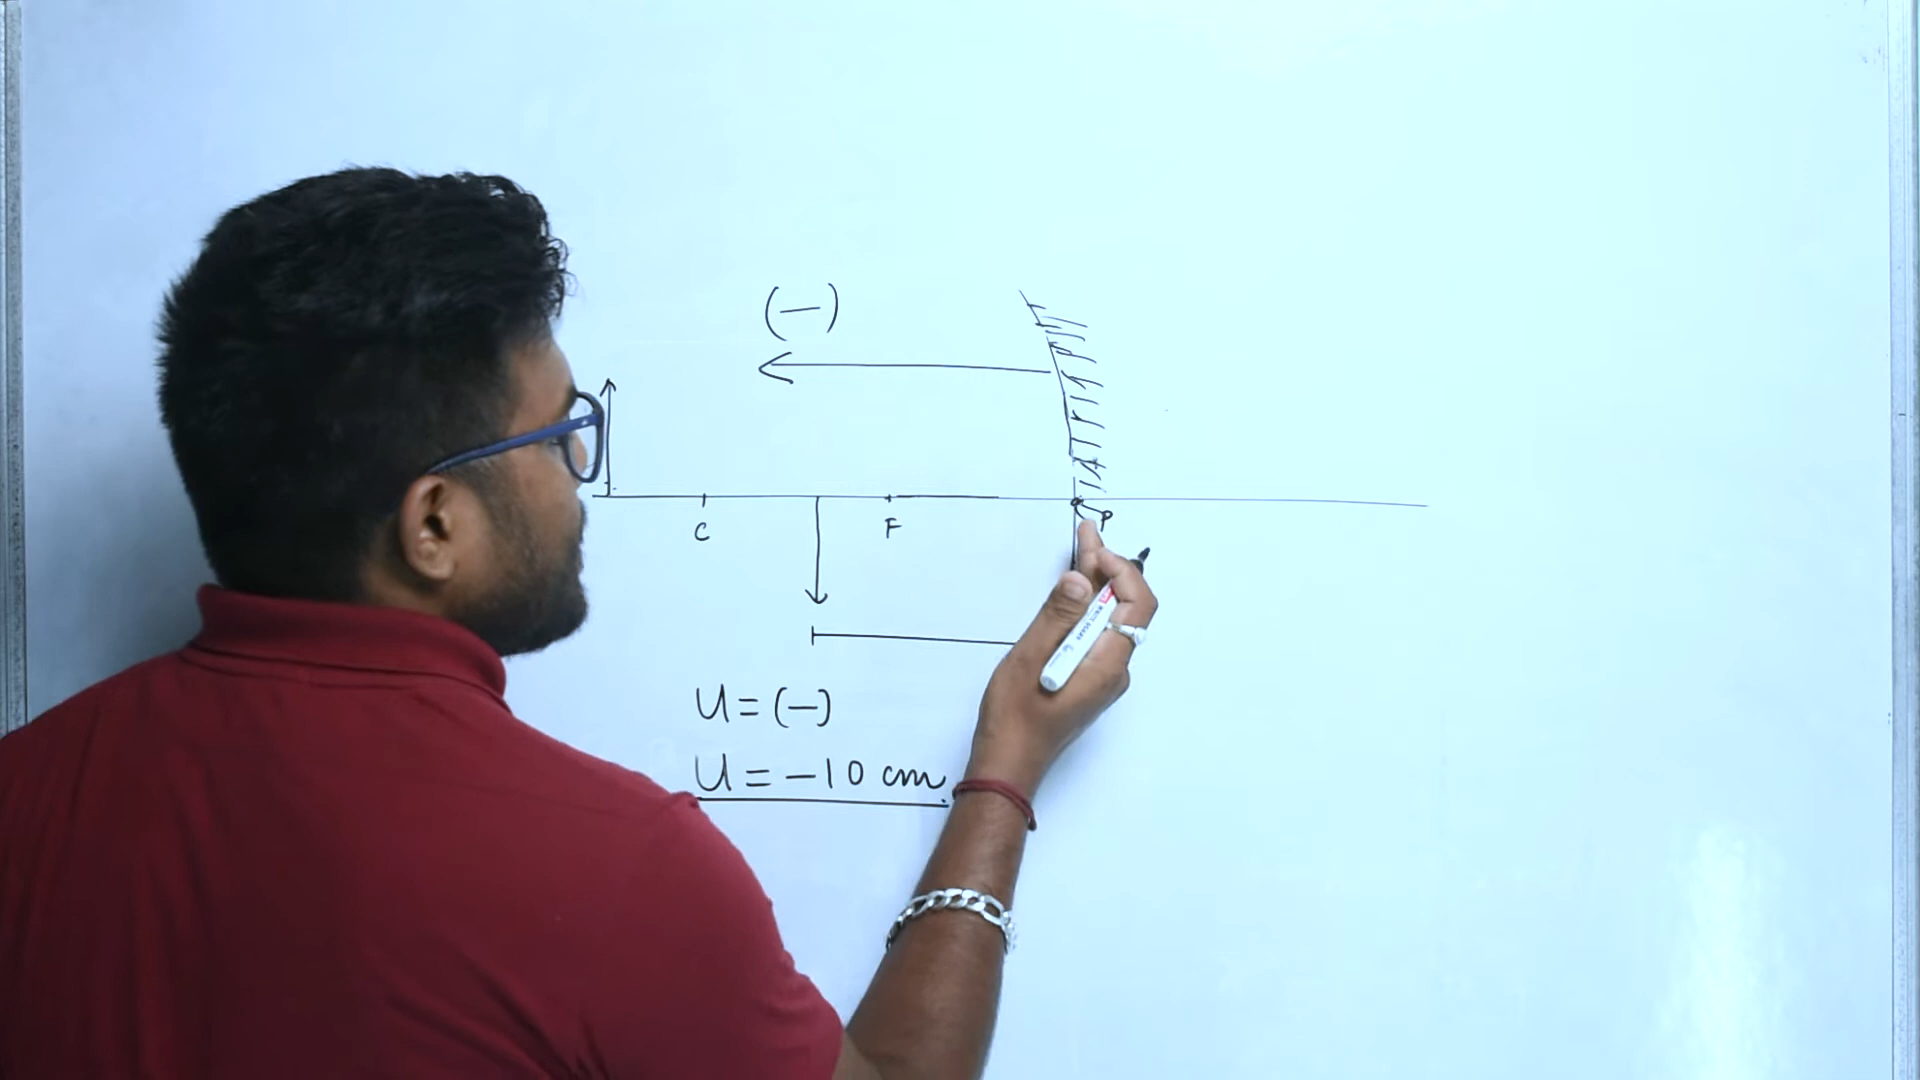 (−)
C F P
U = (−)
U = −10 cm.